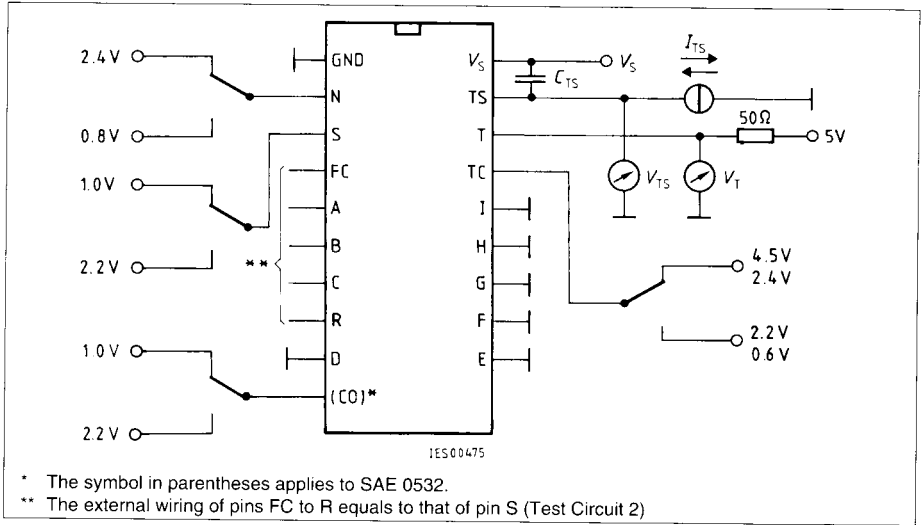 2.4 V
0.8 V
1.0 V
2.2 V
1.0 V
2.2 V
**
GND
N
S
FC
A
B
C
R
D
(CO)*
V_S
TS
T
TC
I
H
G
F
E
V_S
C_TS
I_TS
50Ω
5V
V_TS
V_T
4.5 V
2.4 V
2.2 V
0.6 V
IES00475
* The symbol in parentheses applies to SAE 0532.
** The external wiring of pins FC to R equals to that of pin S (Test Circuit 2)